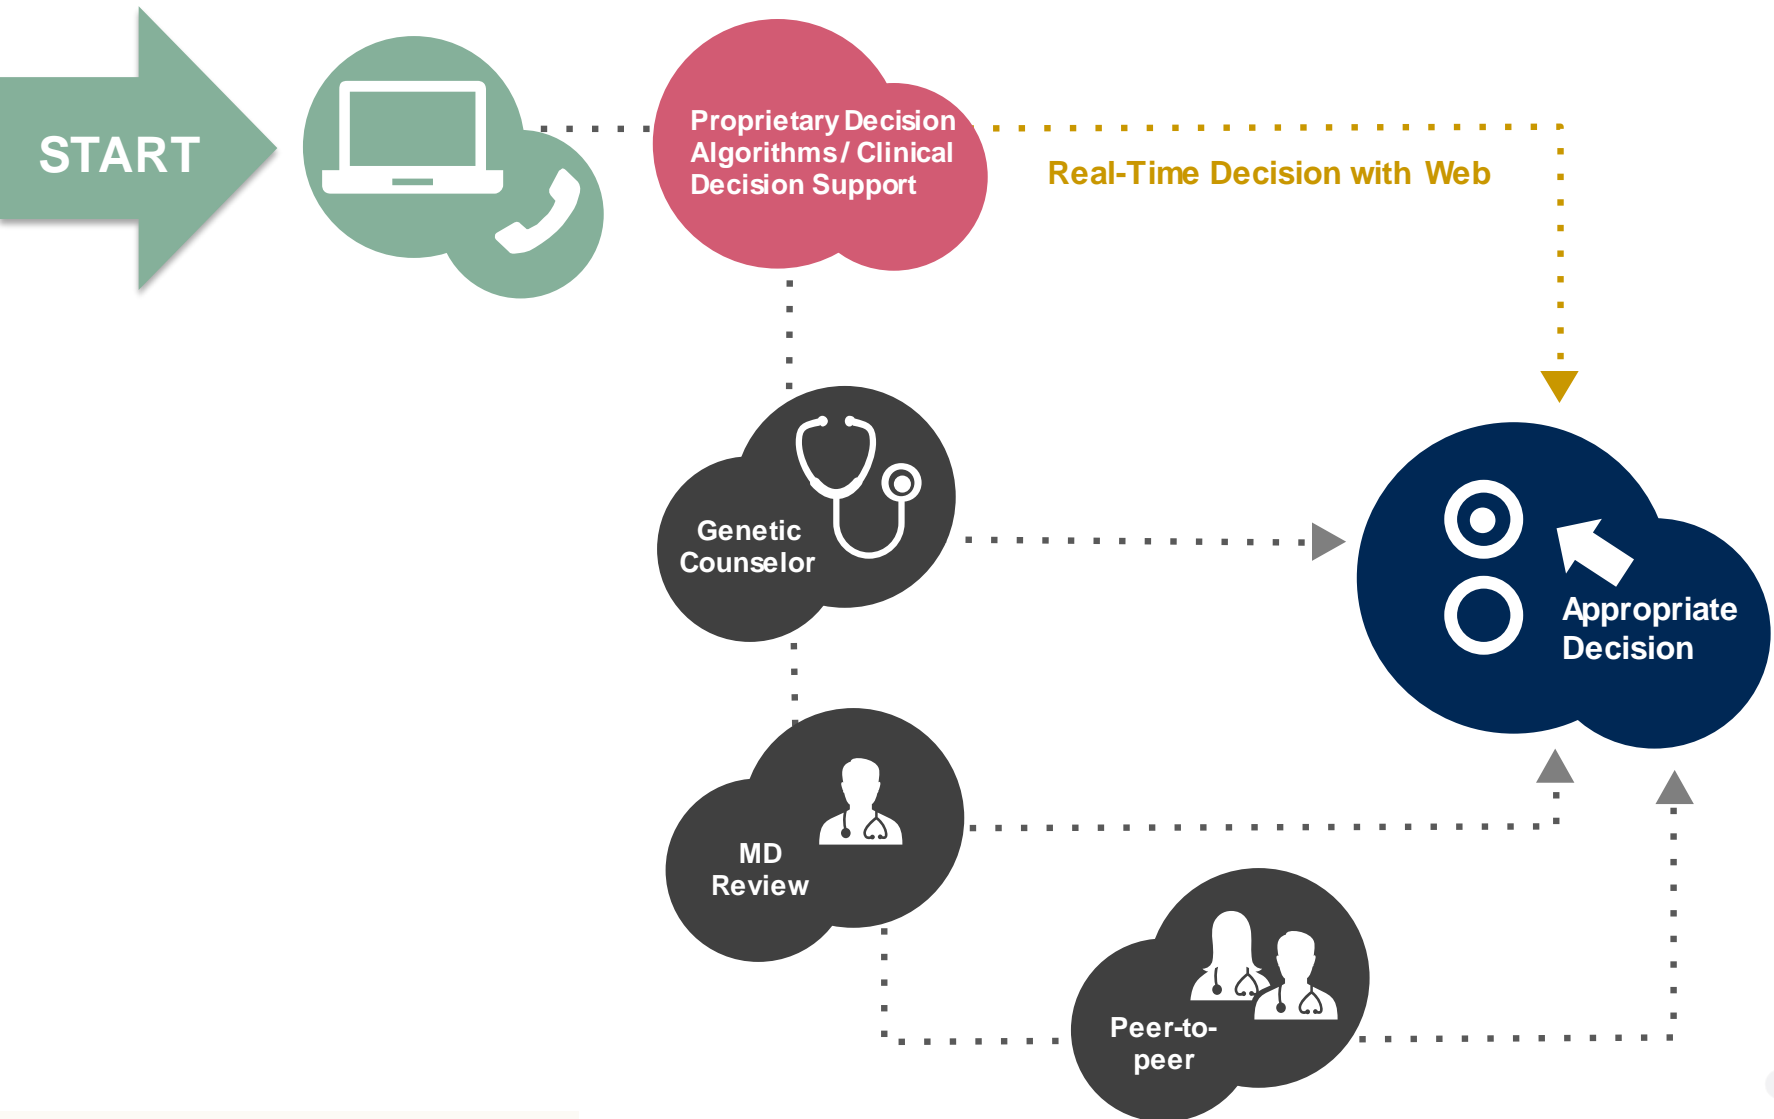 START
Proprietary Decision
Algorithms / Clinical
Decision Support
Real-Time Decision with Web
Genetic
Counselor
Appropriate
Decision
MD
Review
Peer-to-
peer